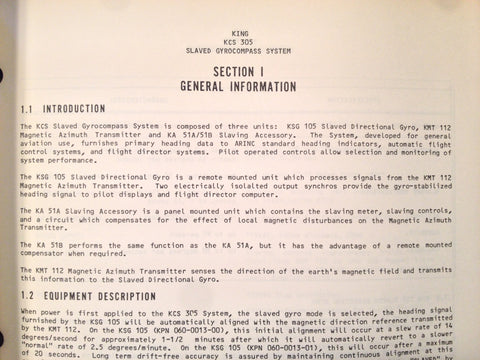 KING
KCS 305
SLAVED GYROCOMPASS SYSTEM
SECTION I
GENERAL INFORMATION
1.1 INTRODUCTION
The KCS Slaved Gyrocompass System is composed of three units: KSG 105 Slaved Directional Gyro, KMT 112
Magnetic Azimuth Transmitter and KA 51A/51B Slaving Accessory. The System, developed for general
aviation use, furnishes primary heading data to ARINC standard heading indicators, automatic flight
control systems, and flight director systems. Pilot operated controls allow selection and monitoring of
system performance.
The KSG 105 Slaved Directional Gyro is a remote mounted unit which processes signals from the KMT 112
Magnetic Azimuth Transmitter. Two electrically isolalted output synchros provide the gyro-stabilized
heading signal to pilot displays and flight director computer.
The KA 51A Slaving Accessory is a panel mounted unit which contains the slaving meter, slaving controls,
and a circuit which compensates for the effect of local magnetic disturbances on the Magnetic Azimuth
Transmitter.
The KA 51B performs the same function as the KA 51A, but it has the advantage of a remote mounted
compensator when required.
The KMT 112 Magnetic Azimuth Transmitter senses the direction of the earth's magnetic field and transmits
this information to the Slaved Directional Gyro.
1.2 EQUIPMENT DESCRIPTION
When power is first applied to the KCS 305 System, the slaved gyro mode is selected, the heading signal
furnished by the KSG 105 will be automatically aligned with the magnetic direction reference transmitted
by the KMT 112. On the KSG 105 (KPN 060-0013-00), this initial alignment will occur at a slew rate of 14
degrees/second for approximately 1-1/2 minutes after which it will automatically revert to a slower
"normal" rate of 2.5 degrees/minute. On the KSG 105 (KPN 060-0013-01), this will occur after a maximum
of 20 seconds. Long term drift-free accuracy is assured by maintaining continuous alignment at this